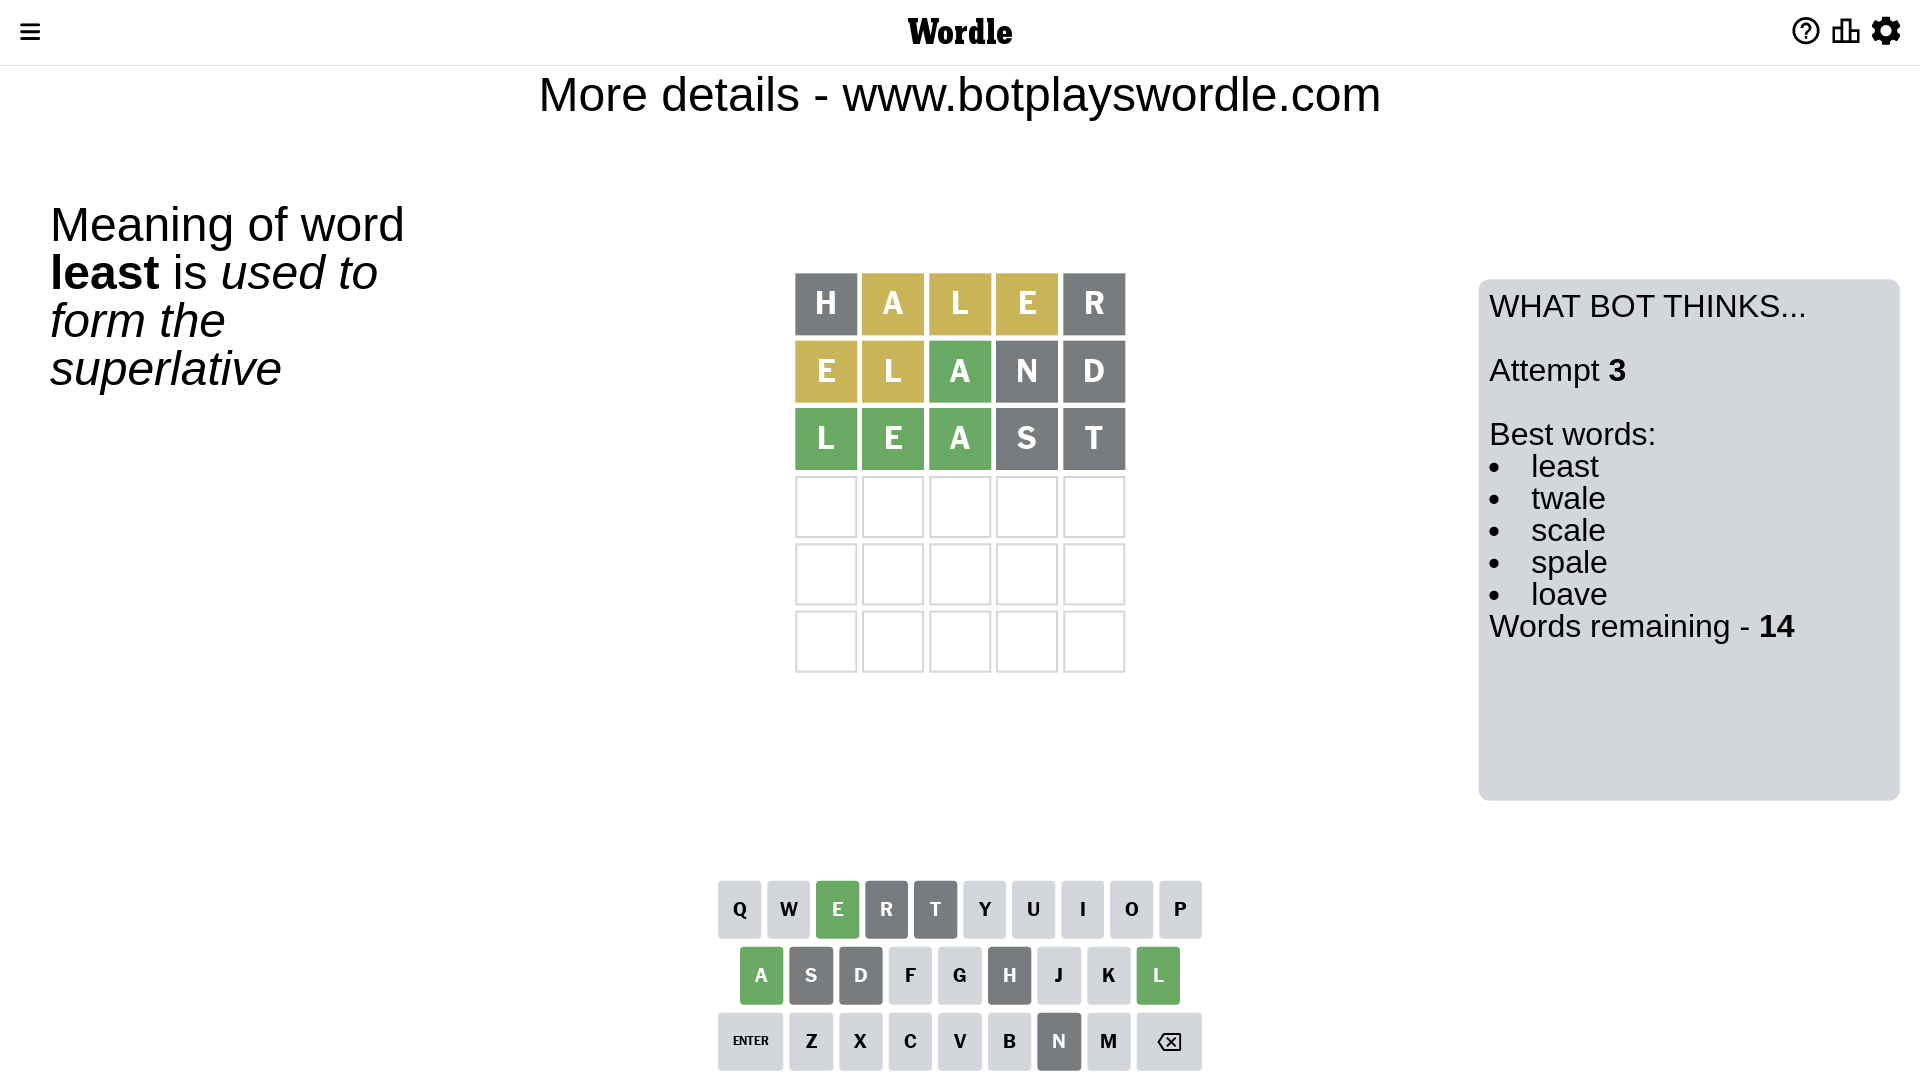 Wordle
More details - www.botplayswordle.com
Meaning of word
least is used to
form the
superlative
H A L E R
E L A N D
L E A S T
WHAT BOT THINKS...
Attempt 3
Best words:
• least
• twale
• scale
• spale
• loave
Words remaining - 14
Q W E R T Y U I O P
A S D F G H J K L
ENTER Z X C V B N M